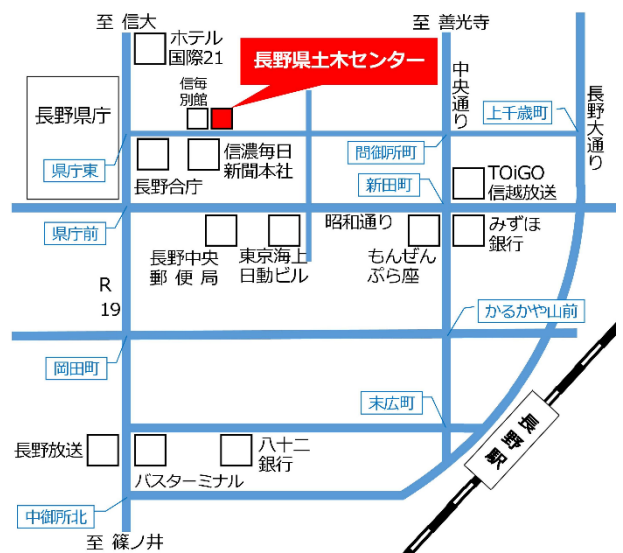 至 信大
至 善光寺
ホテル
国際21
長野県土木センター
信毎
別館
中央通り
長野大通り
長野県庁
上千歳町
県庁東
問御所町
長野合庁
信濃毎日
新聞本社
新田町
TOiGO
信越放送
県庁前
昭和通り
長野中央
郵便局
東京海上
日動ビル
もんぜん
ぷら座
みずほ
銀行
R
19
かるかや山前
岡田町
末広町
長野駅
長野放送
バスターミナル
八十二
銀行
中御所北
至 篠ノ井